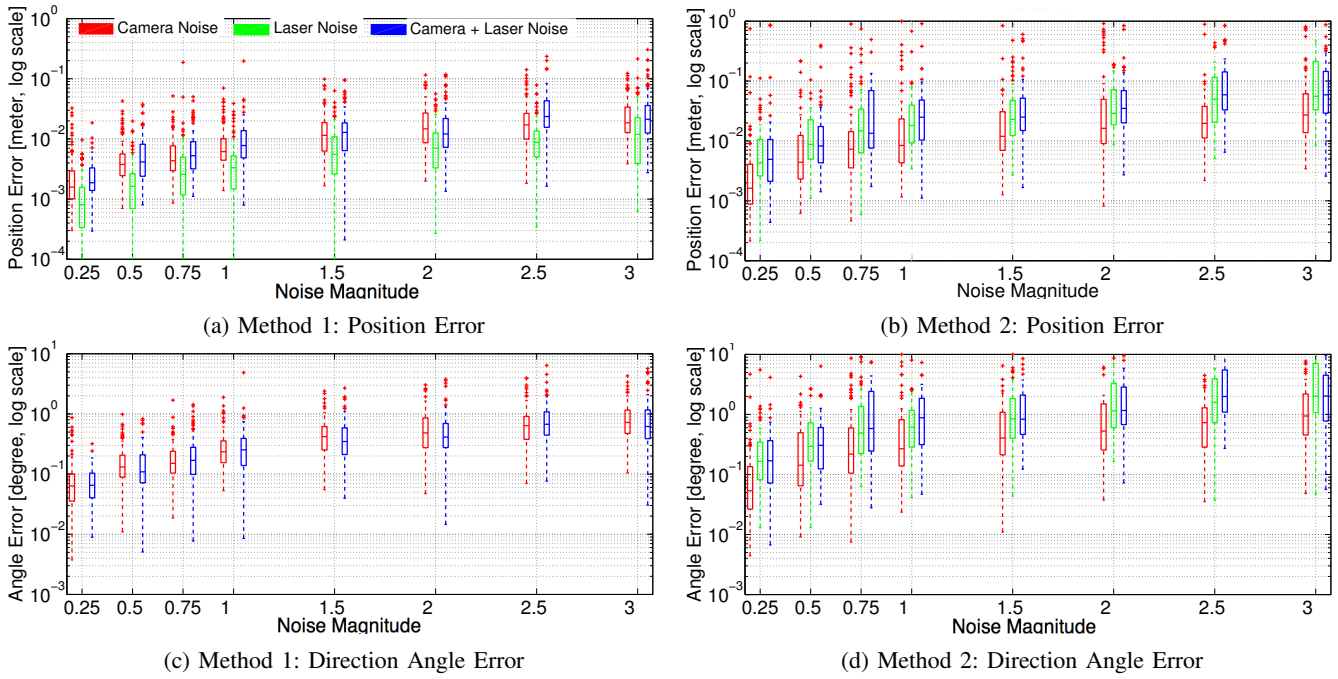 Camera Noise Laser Noise Camera + Laser Noise
Position Error [meter, log scale]
10^0
10^−1
10^−2
10^−3
10^−4
0.25 0.5 0.75 1 1.5 2 2.5 3
Noise Magnitude
(a) Method 1: Position Error
Position Error [meter, log scale]
10^0
10^−1
10^−2
10^−3
10^−4
0.25 0.5 0.75 1 1.5 2 2.5 3
Noise Magnitude
(b) Method 2: Position Error
Angle Error [degree, log scale]
10^1
10^0
10^−1
10^−2
10^−3
0.25 0.5 0.75 1 1.5 2 2.5 3
Noise Magnitude
(c) Method 1: Direction Angle Error
Angle Error [degree, log scale]
10^1
10^0
10^−1
10^−2
10^−3
0.25 0.5 0.75 1 1.5 2 2.5 3
Noise Magnitude
(d) Method 2: Direction Angle Error